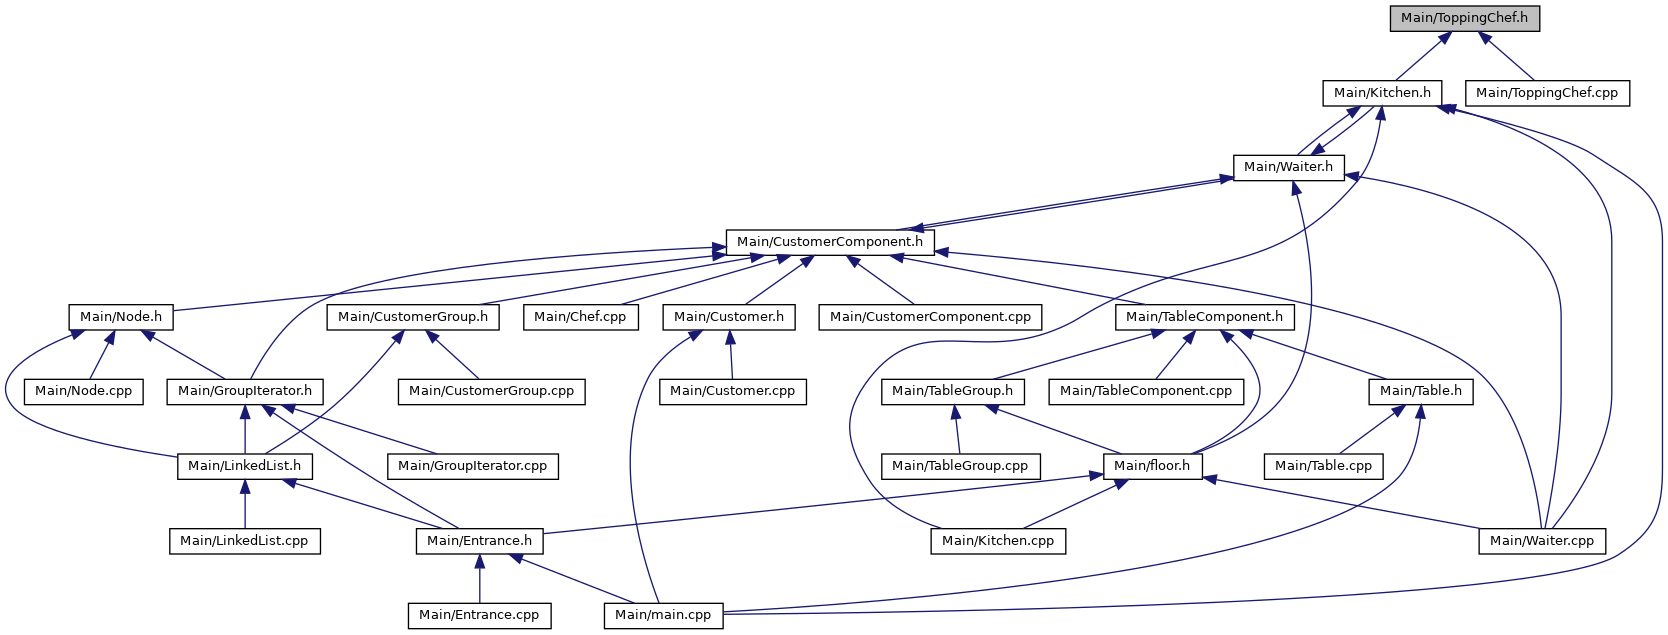 Main/ToppingChef.h
Main/Kitchen.h
Main/ToppingChef.cpp
Main/Waiter.h
Main/CustomerComponent.h
Main/Node.h
Main/CustomerGroup.h
Main/Chef.cpp
Main/Customer.h
Main/CustomerComponent.cpp
Main/TableComponent.h
Main/Node.cpp
Main/GroupIterator.h
Main/CustomerGroup.cpp
Main/Customer.cpp
Main/TableGroup.h
Main/TableComponent.cpp
Main/Table.h
Main/LinkedList.h
Main/GroupIterator.cpp
Main/TableGroup.cpp
Main/floor.h
Main/Table.cpp
Main/LinkedList.cpp
Main/Entrance.h
Main/Kitchen.cpp
Main/Waiter.cpp
Main/Entrance.cpp
Main/main.cpp